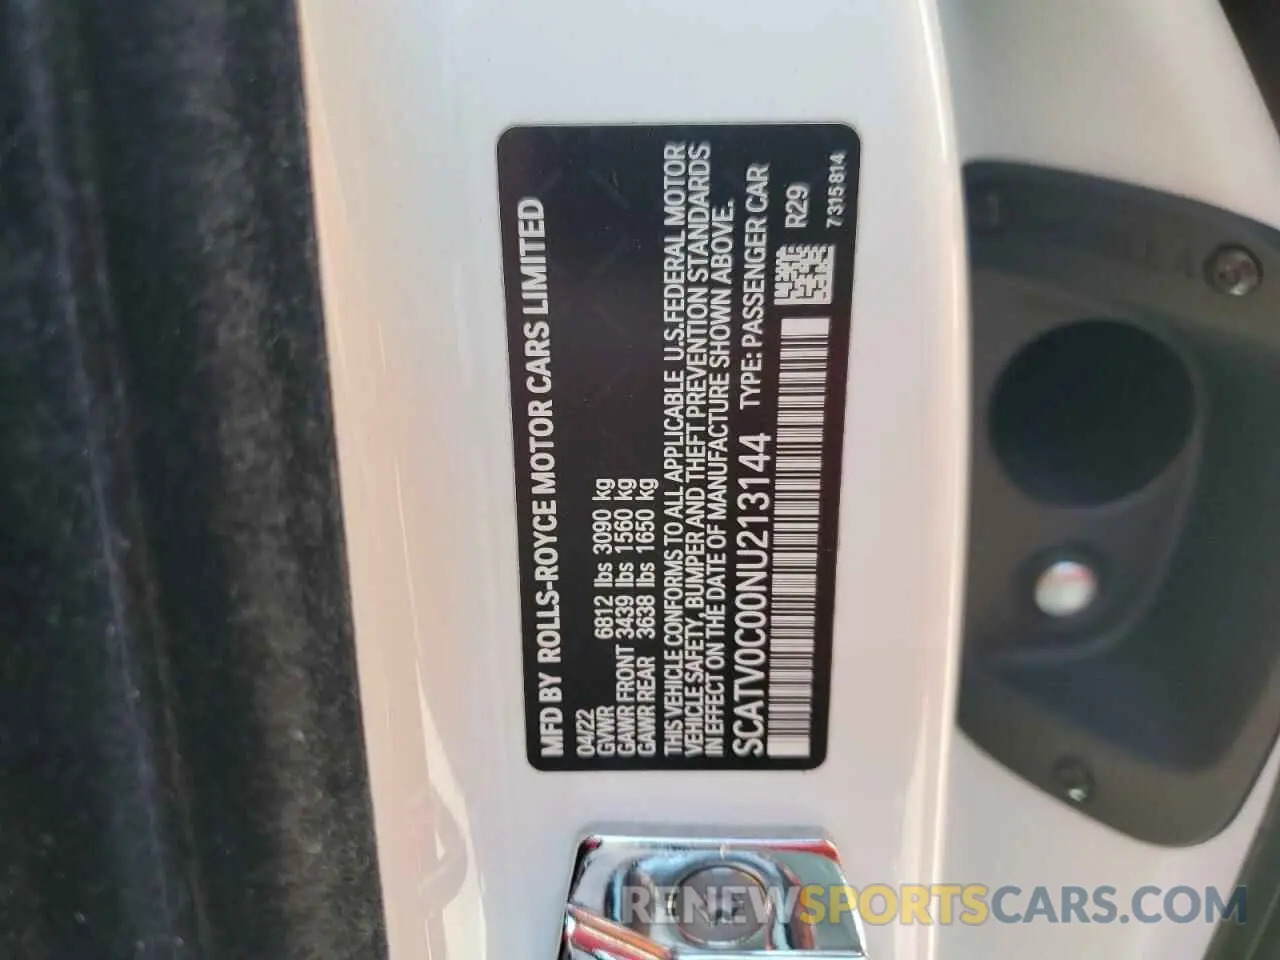 MFD BY ROLLS-ROYCE MOTOR CARS LIMITED
04/22
GVWR 6812 lbs 3090 kg
GAWR FRONT 3439 lbs 1560 kg
GAWR REAR 3638 lbs 1650 kg
THIS VEHICLE CONFORMS TO ALL APPLICABLE U.S.FEDERAL MOTOR
VEHICLE SAFETY, BUMPER AND THEFT PREVENTION STANDARDS
IN EFFECT ON THE DATE OF MANUFACTURE SHOWN ABOVE.
SCATV0C00NU213144 TYPE: PASSENGER CAR
R29
7315814
RENEWSPORTSCARS.COM